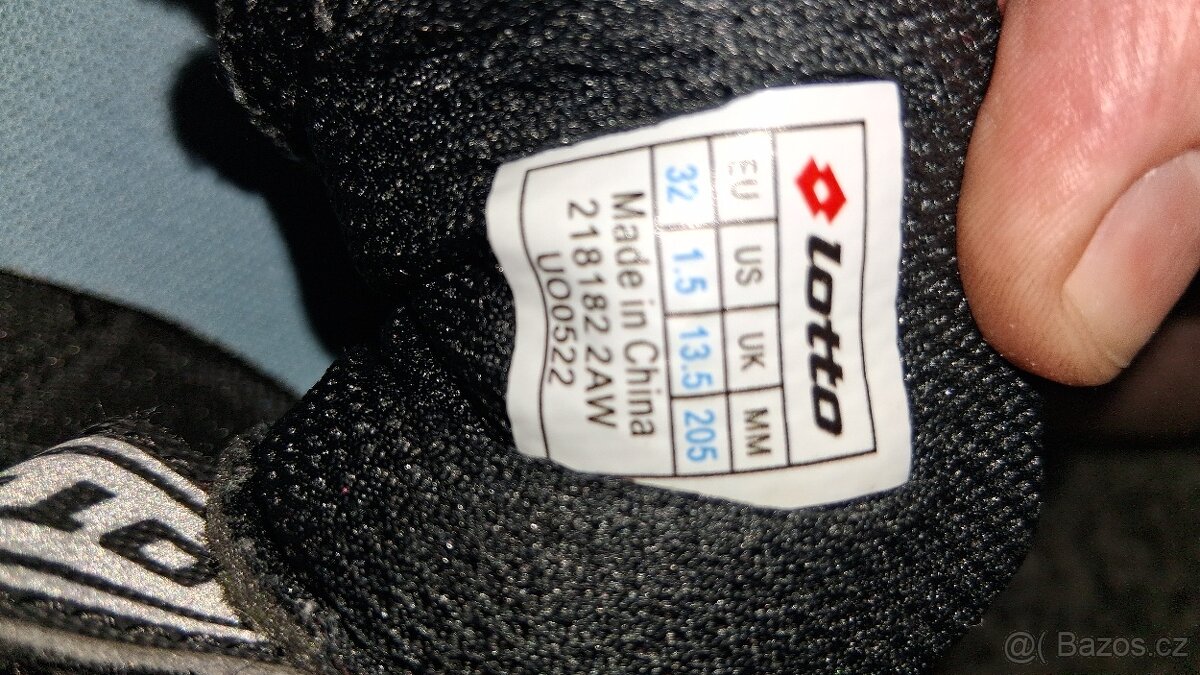 lotto
EU US UK MM
32 1.5 13.5 205
Made in China
218182 2AW
UO0522
@( Bazos.cz